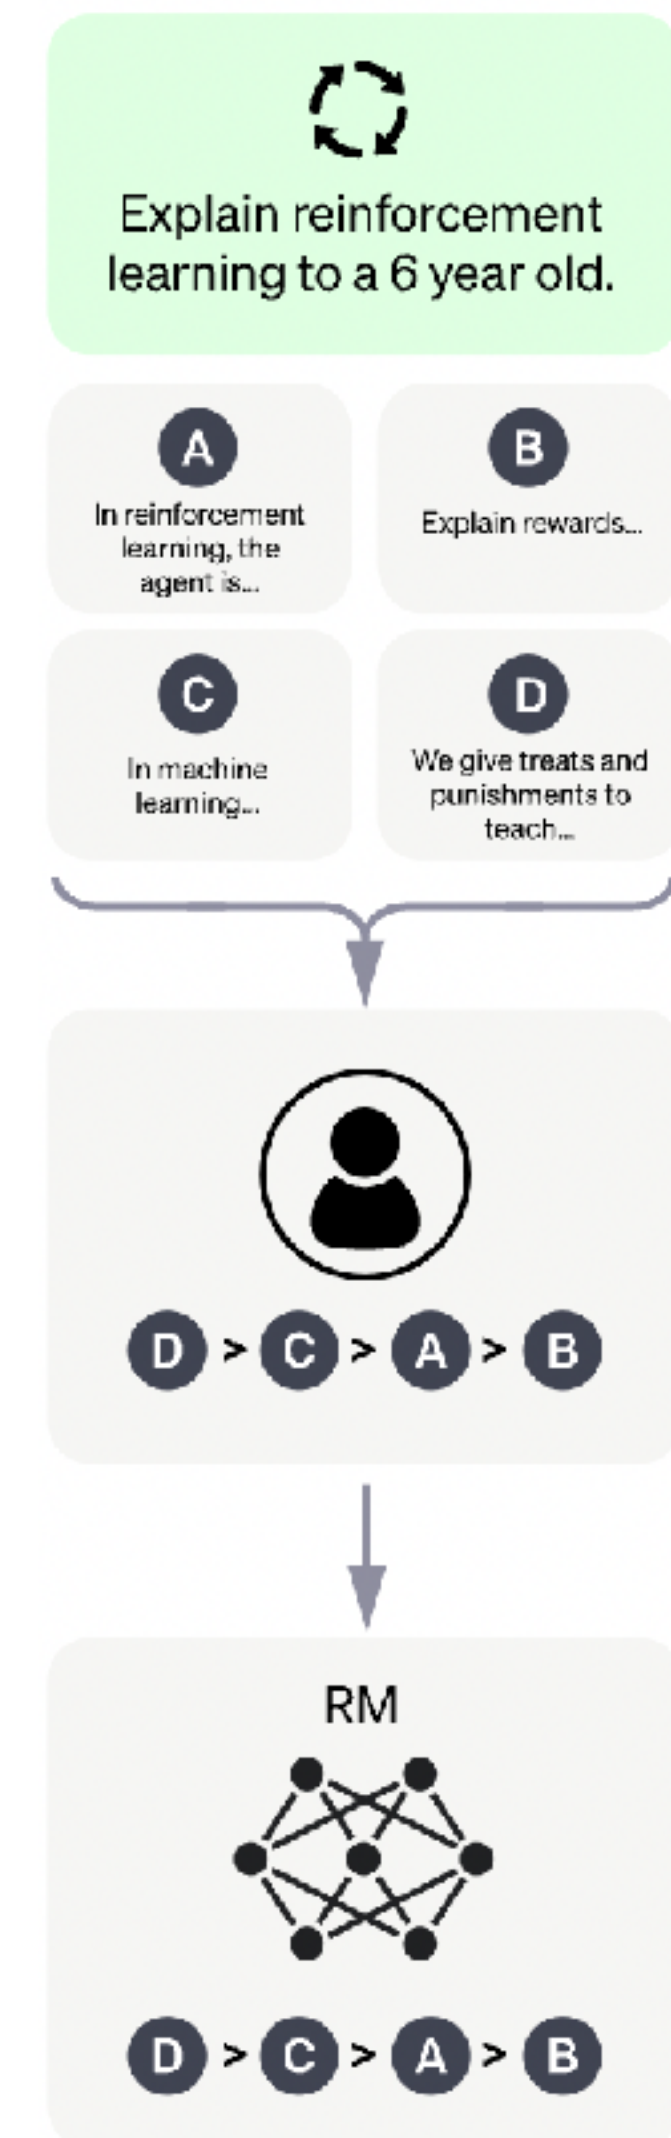 Explain reinforcement
learning to a 6 year old.
A
In reinforcement
learning, the
agent is...
B
Explain rewards...
C
In machine
learning...
D
We give treats and
punishments to
teach...
D > C > A > B
RM
D > C > A > B